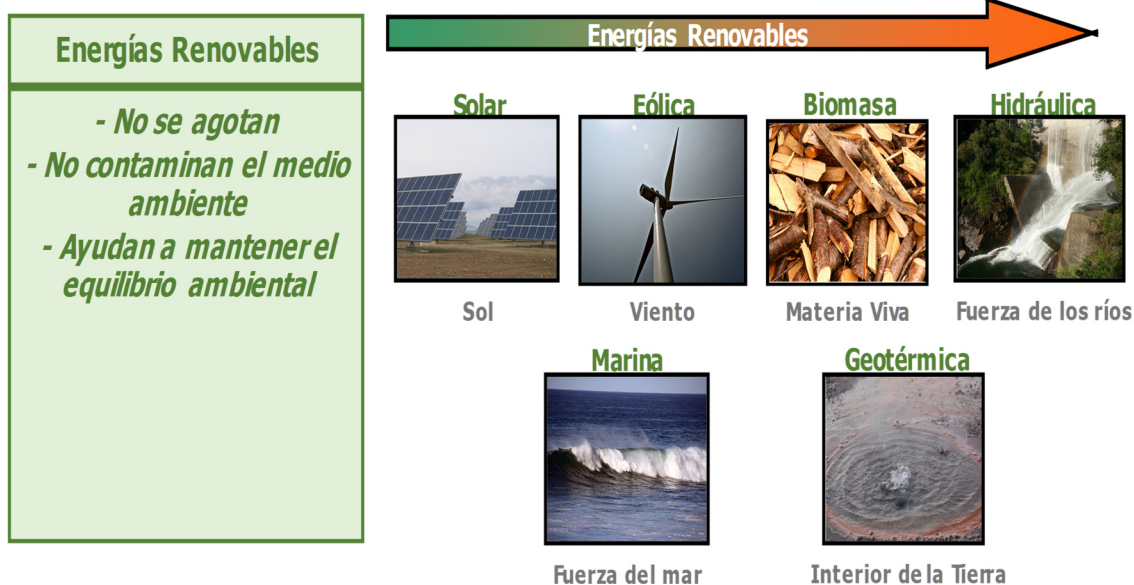 Energías Renovables
- No se agotan
- No contaminan el medio
ambiente
- Ayudan a mantener el
equilibrio ambiental
Energías Renovables
Solar
Eólica
Biomasa
Hidráulica
Sol
Viento
Materia Viva
Fuerza de los ríos
Marina
Geotérmica
Fuerza del mar
Interior de la Tierra